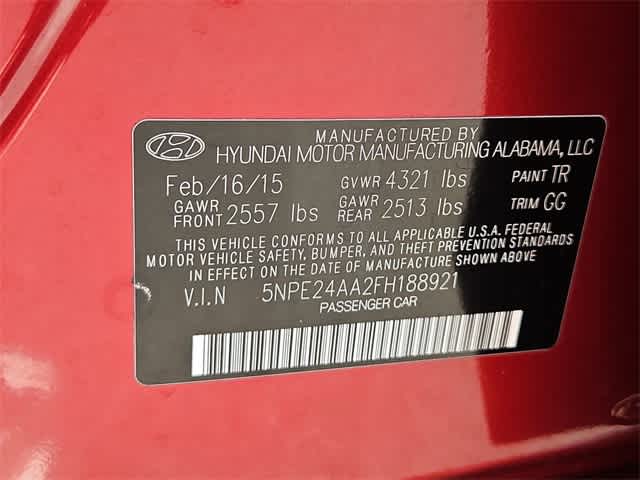 MANUFACTURED BY
HYUNDAI MOTOR MANUFACTURING ALABAMA, LLC
Feb/16/15 GVWR 4321 lbs PAINT TR
GAWR FRONT 2557 lbs GAWR REAR 2513 lbs TRIM GG
THIS VEHICLE CONFORMS TO ALL APPLICABLE U.S.A. FEDERAL
MOTOR VEHICLE SAFETY, BUMPER, AND THEFT PREVENTION STANDARDS
IN EFFECT ON THE DATE OF MANUFACTURE SHOWN ABOVE
V.I.N 5NPE24AA2FH188921
PASSENGER CAR